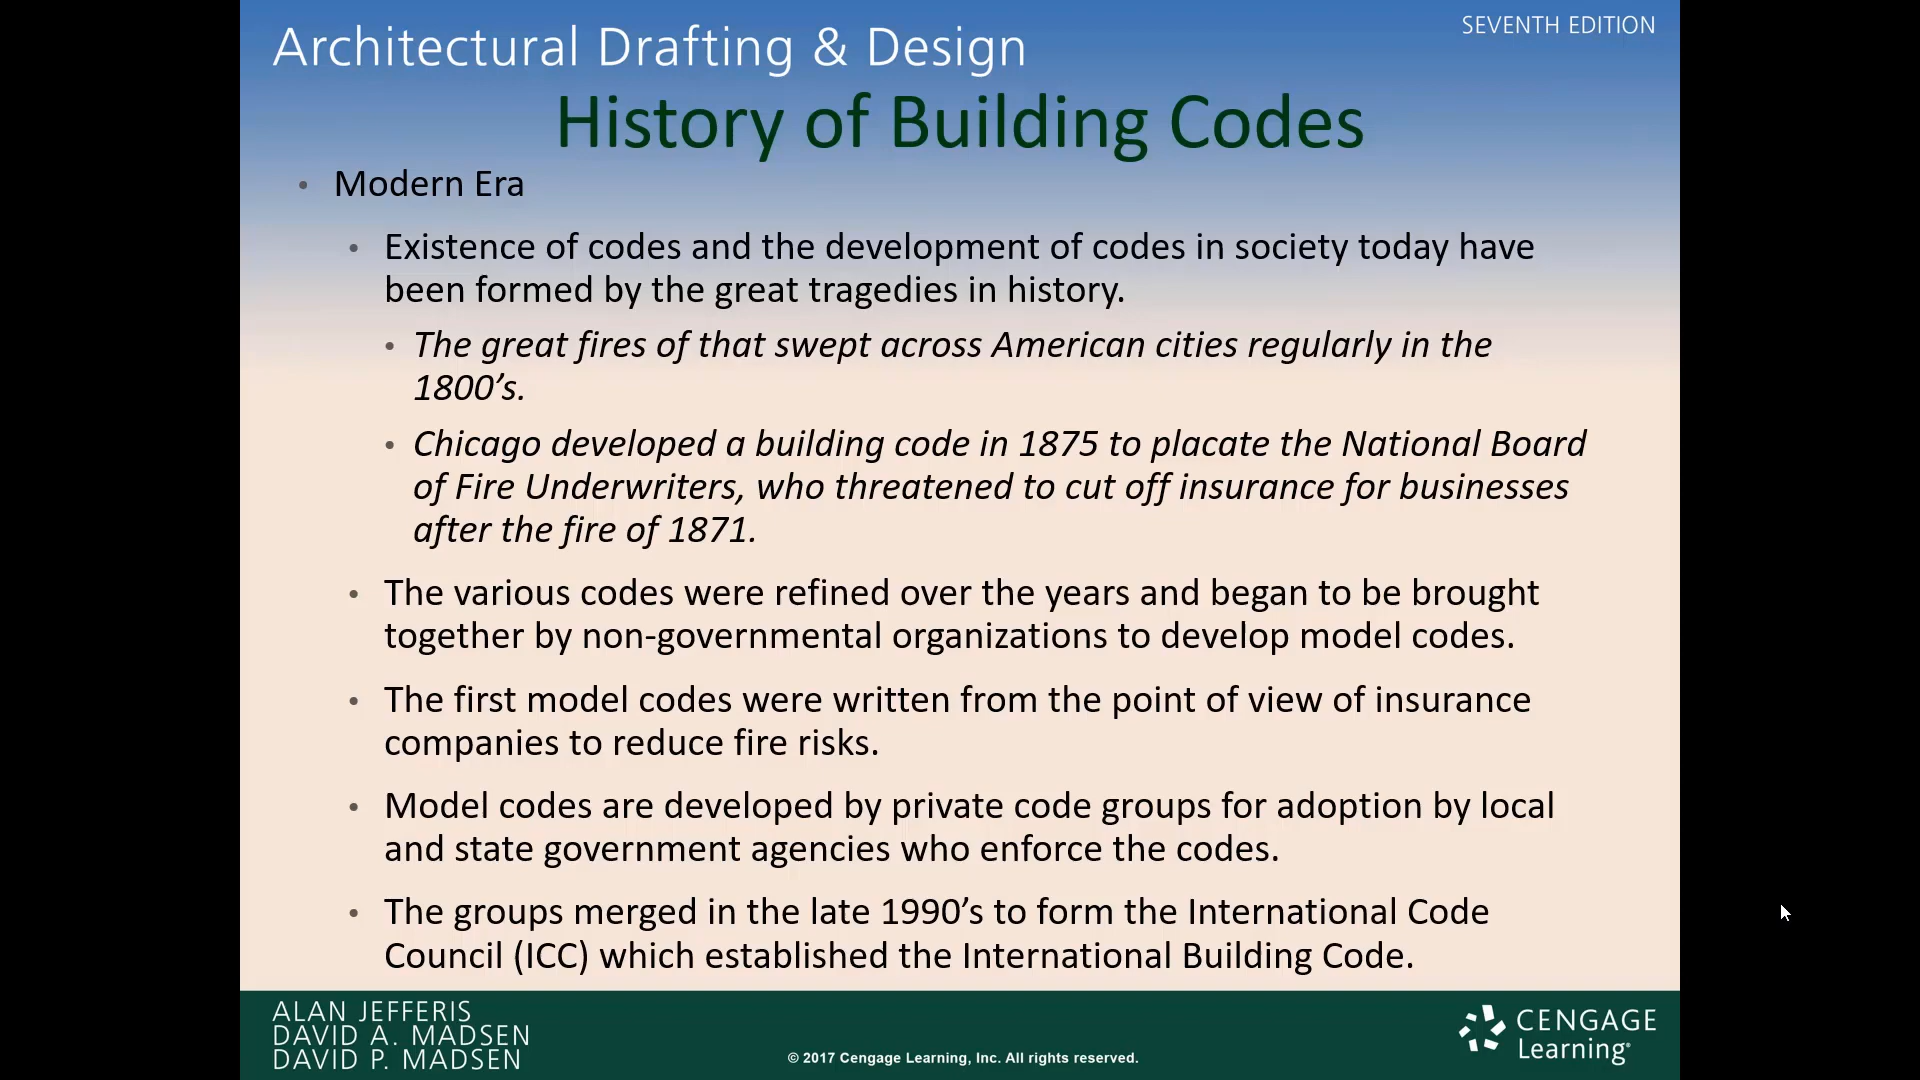 Architectural Drafting & Design
SEVENTH EDITION
History of Building Codes
• Modern Era
• Existence of codes and the development of codes in society today have
been formed by the great tragedies in history.
• The great fires of that swept across American cities regularly in the
1800’s.
• Chicago developed a building code in 1875 to placate the National Board
of Fire Underwriters, who threatened to cut off insurance for businesses
after the fire of 1871.
• The various codes were refined over the years and began to be brought
together by non-governmental organizations to develop model codes.
• The first model codes were written from the point of view of insurance
companies to reduce fire risks.
• Model codes are developed by private code groups for adoption by local
and state government agencies who enforce the codes.
• The groups merged in the late 1990’s to form the International Code
Council (ICC) which established the International Building Code.
ALAN JEFFERIS
DAVID A. MADSEN
DAVID P. MADSEN
© 2017 Cengage Learning, Inc. All rights reserved.
CENGAGE
Learning®